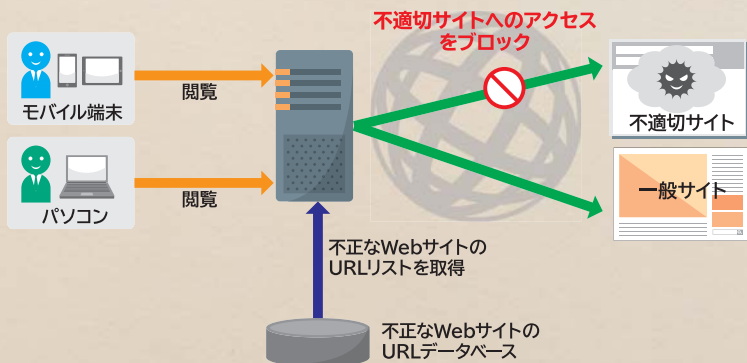 不適切サイトへのアクセス
をブロック
モバイル端末
閲覧
不適切サイト
パソコン
閲覧
一般サイト
不正なWebサイトの
URLリストを取得
不正なWebサイトの
URLデータベース